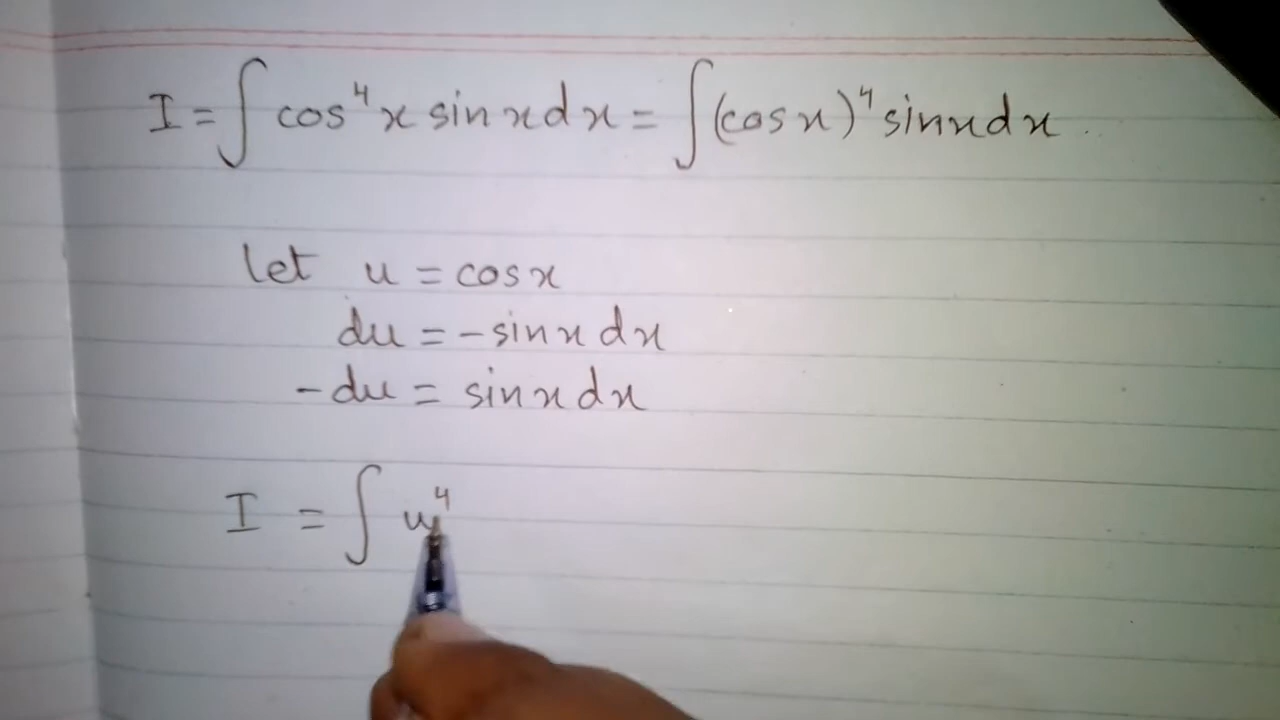 I = ∫ cos⁴x sin x dx = ∫ (cos x)⁴ sin x dx
let u = cos x
du = - sin x dx
- du = sin x dx
I = ∫ u⁴